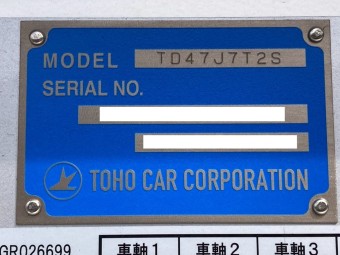 MODEL TD47J7T2S
SERIAL NO.
TOHO CAR CORPORATION
GR026699 車軸1 車軸2 車軸3